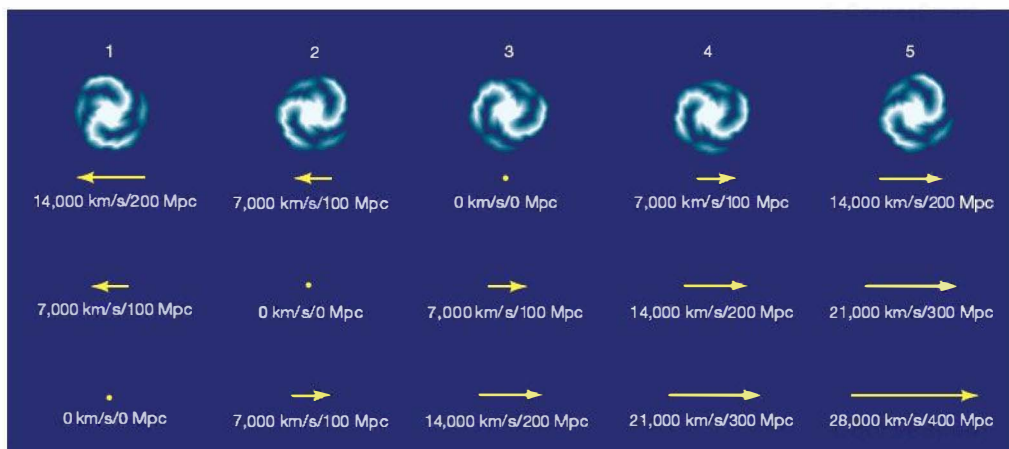 1 2 3 4 5
14,000 km/s/200 Mpc 7,000 km/s/100 Mpc 0 km/s/0 Mpc 7,000 km/s/100 Mpc 14,000 km/s/200 Mpc
7,000 km/s/100 Mpc 0 km/s/0 Mpc 7,000 km/s/100 Mpc 14,000 km/s/200 Mpc 21,000 km/s/300 Mpc
0 km/s/0 Mpc 7,000 km/s/100 Mpc 14,000 km/s/200 Mpc 21,000 km/s/300 Mpc 28,000 km/s/400 Mpc